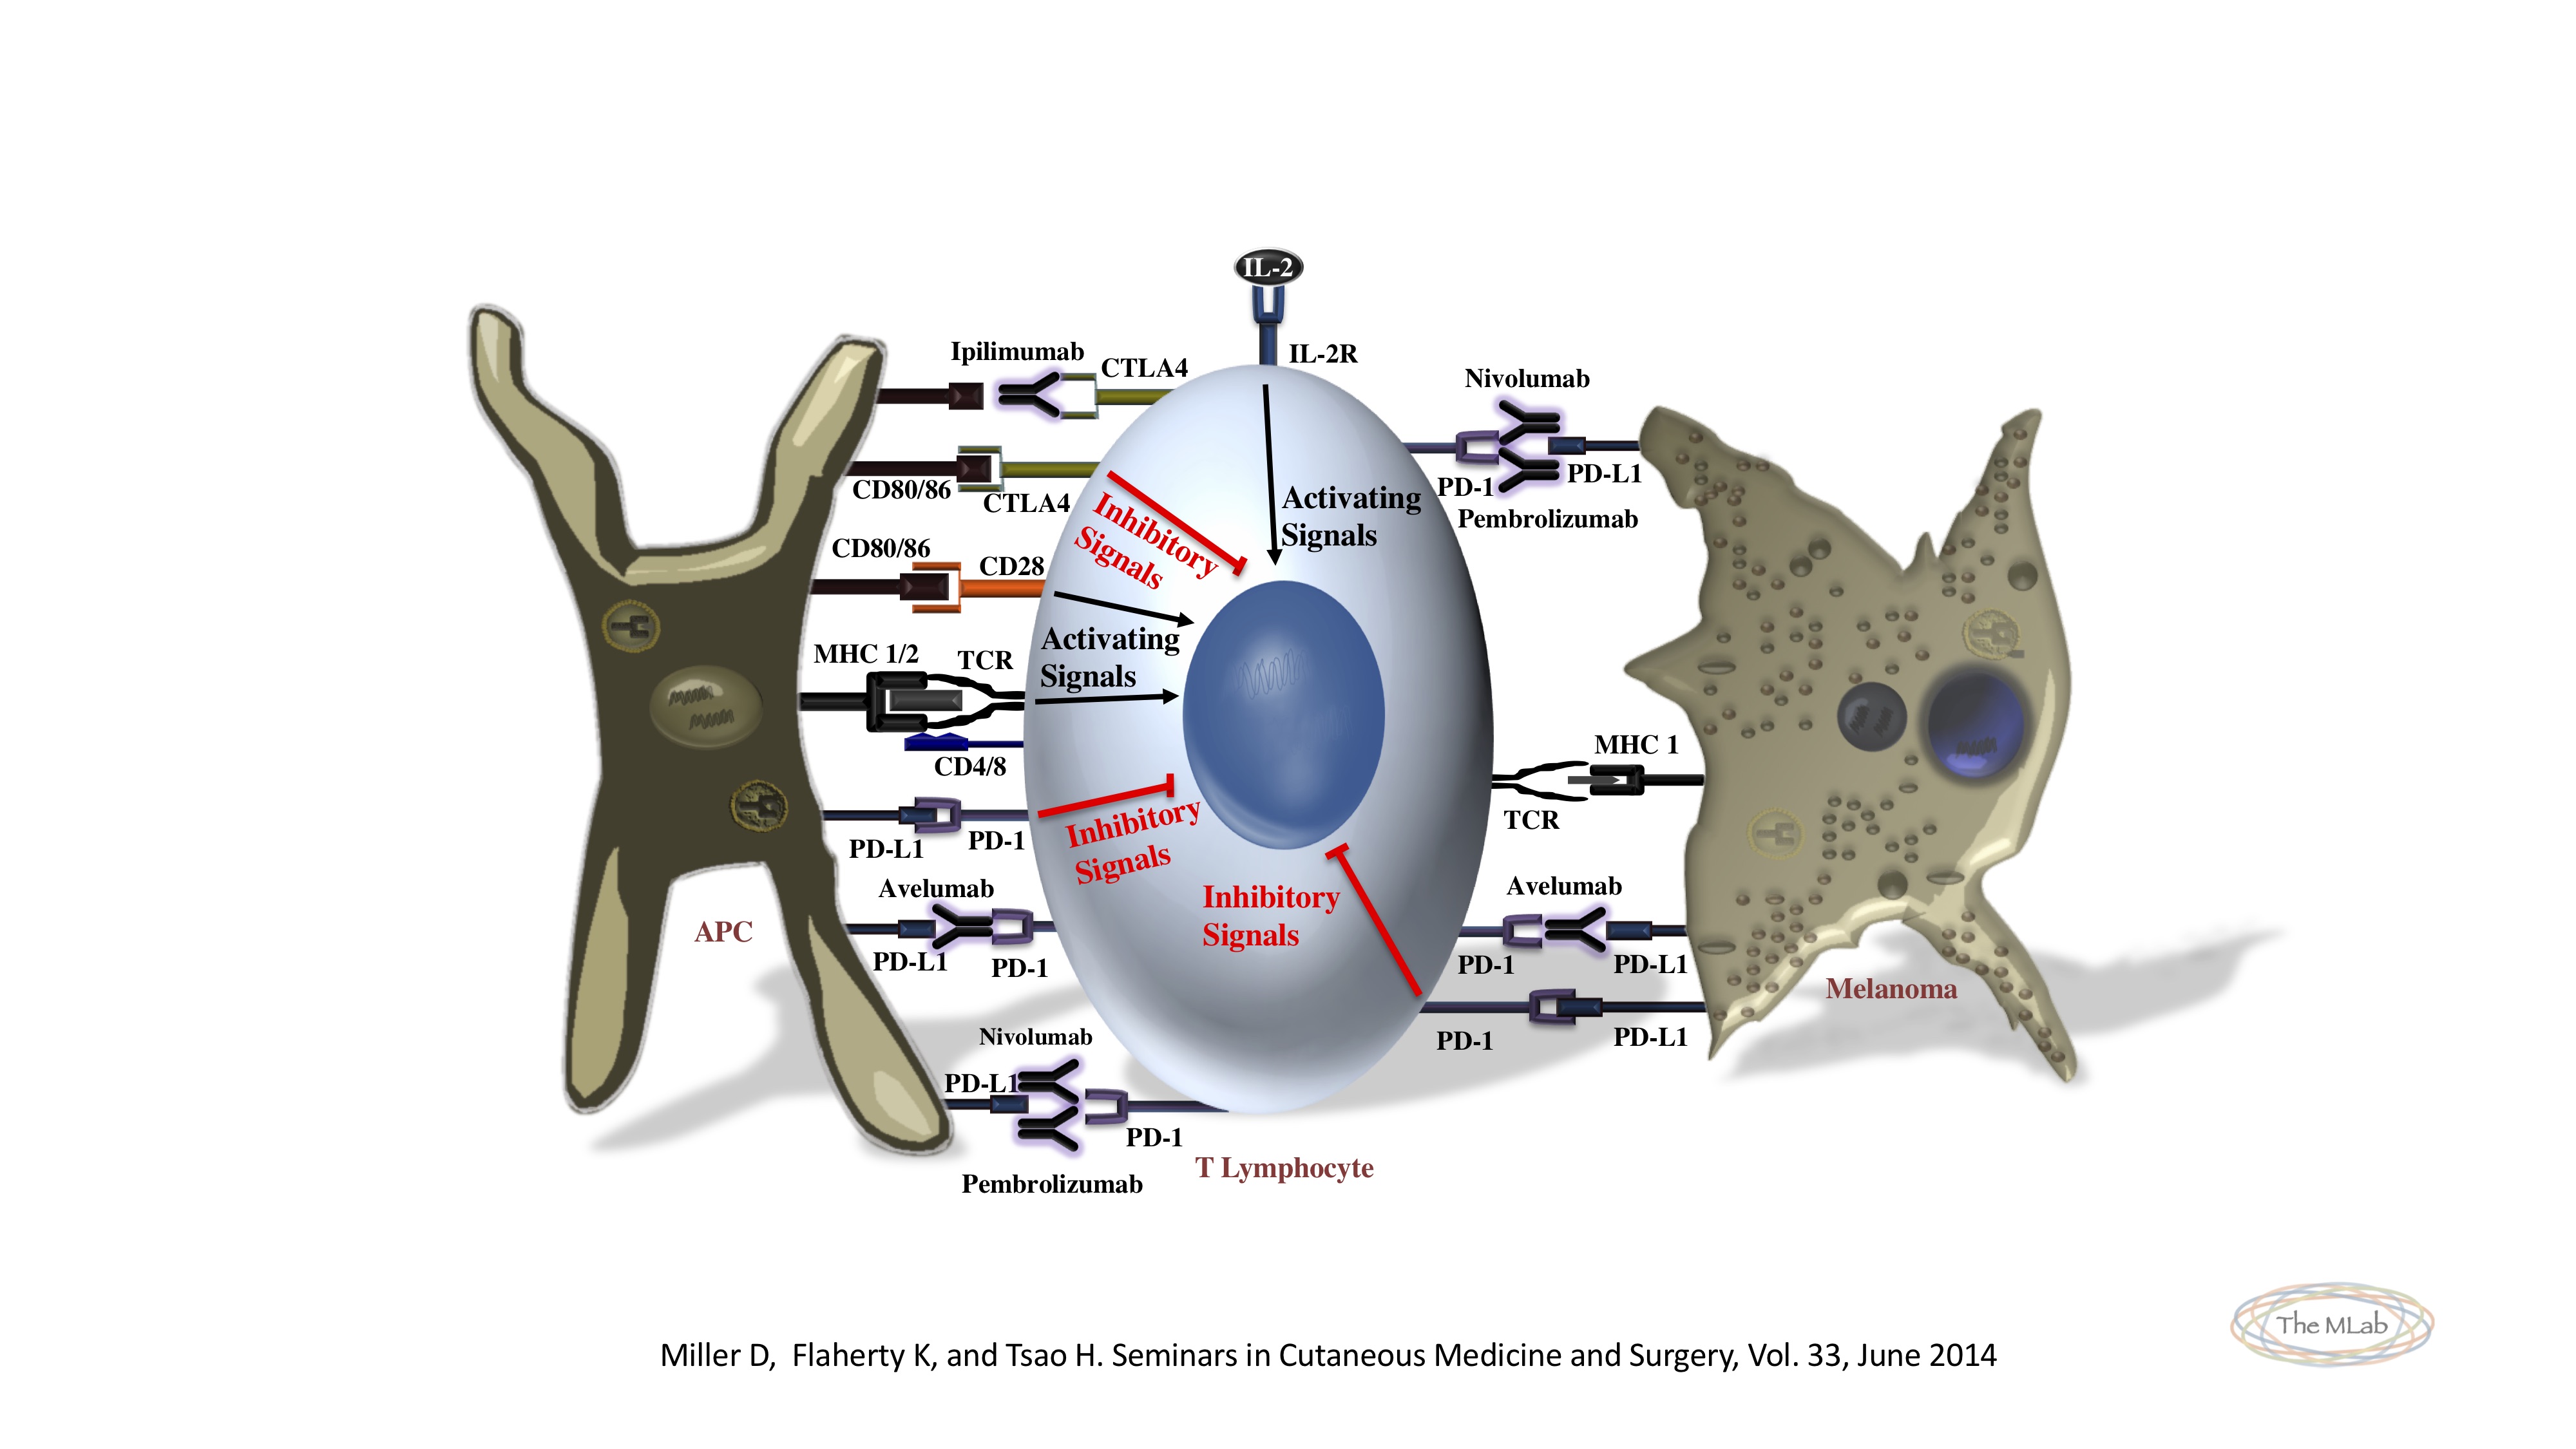 IL-2
IL-2R
Ipilimumab
CTLA4
CD80/86
CTLA4
CD80/86
CD28
MHC 1/2
TCR
CD4/8
PD-L1
PD-1
Avelumab
PD-L1
PD-1
Nivolumab
PD-L1
PD-1
Pembrolizumab
APC
Inhibitory
Signals
Activating
Signals
Activating
Signals
Inhibitory
Signals
Inhibitory
Signals
T Lymphocyte
Nivolumab
PD-1
PD-L1
Pembrolizumab
MHC 1
TCR
Avelumab
PD-1
PD-L1
PD-1
PD-L1
Melanoma
The MLab
Miller D, Flaherty K, and Tsao H. Seminars in Cutaneous Medicine and Surgery, Vol. 33, June 2014